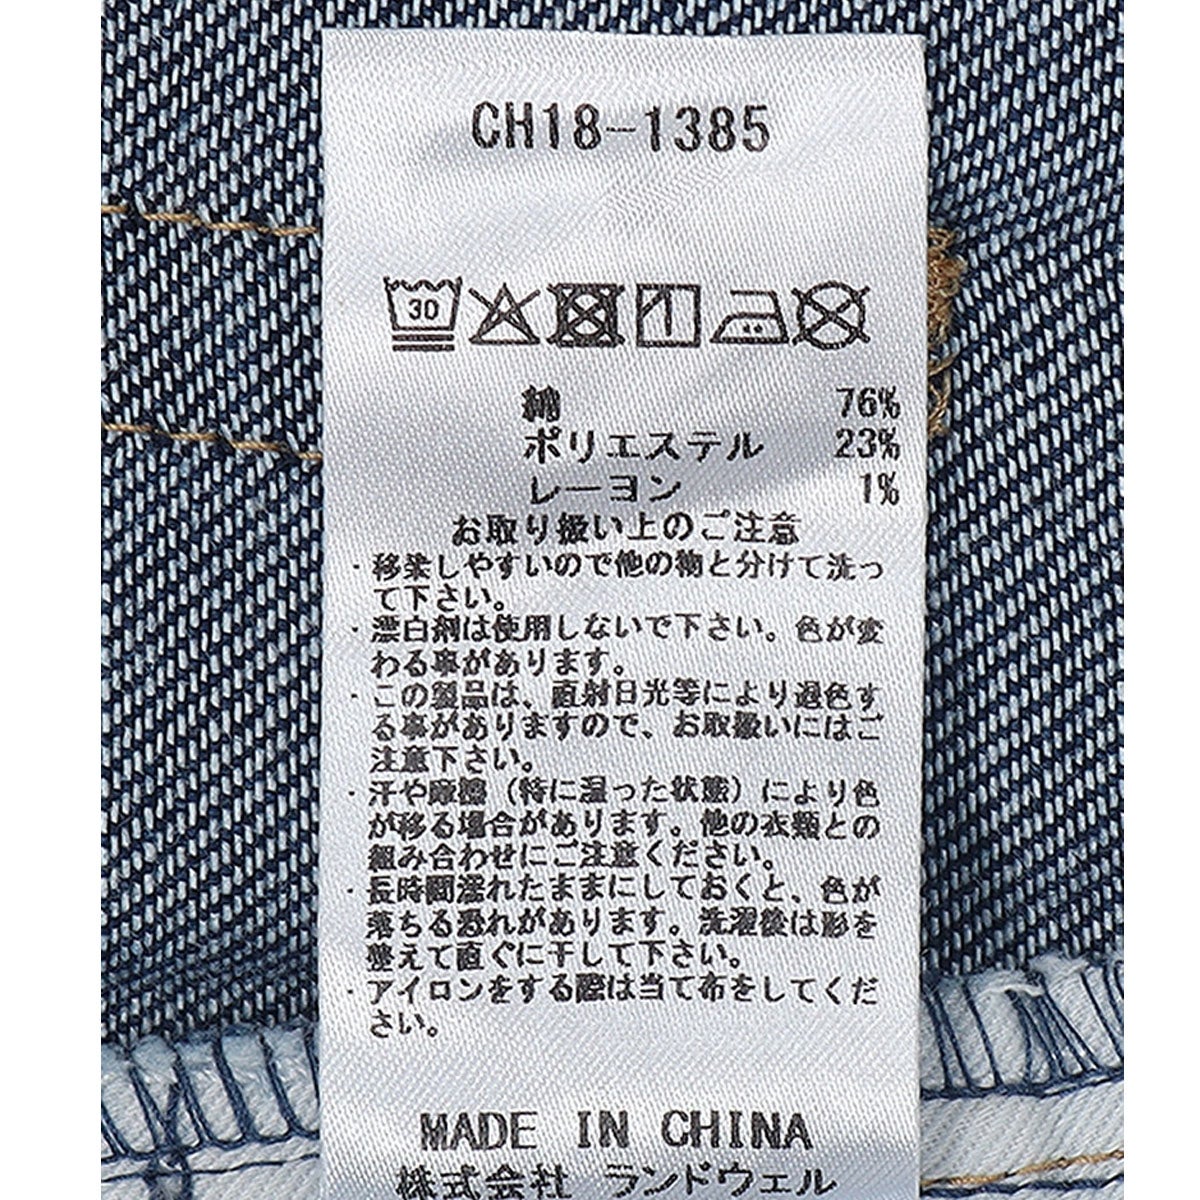 CH18-1385
30
綿 76%
ポリエステル 23%
レーヨン 1%
お取り扱い上のご注意
・移染しやすいので他の物と分けて洗っ
て下さい。
・漂白剤は使用しないで下さい。色が変
わる事があります。
・この製品は、直射日光等により退色す
る事がありますので、お取扱いにはご
注意下さい。
・汗や摩擦（特に湿った状態）により色
が移る場合があります。他の衣類との
組み合わせにご注意ください。
・長時間濡れたままにしておくと、色が
落ちる恐れがあります。洗濯後は形を
整えて直ぐに干して下さい。
・アイロンをする際は当て布をしてくだ
さい。
MADE IN CHINA
株式会社 ランドウェル